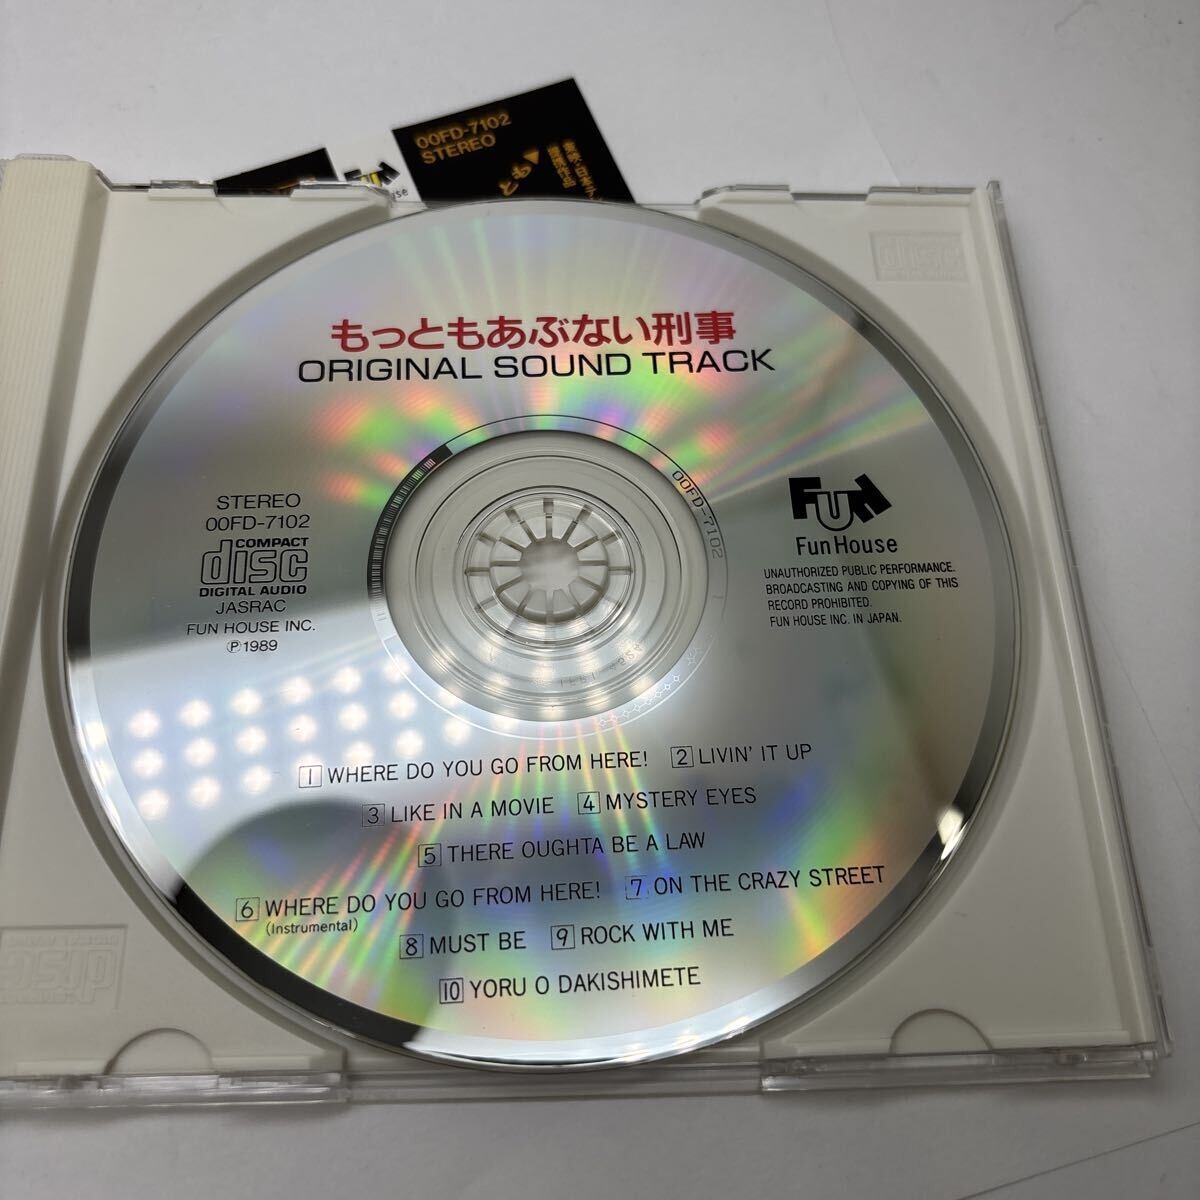 00FD-7102
STEREO
とも
もっともあぶない刑事
ORIGINAL SOUND TRACK
STEREO
00FD-7102
COMPACT
disc
DIGITAL AUDIO
JASRAC
FUN HOUSE INC.
Ⓟ1989
00FD-7102
FUN
Fun House
UNAUTHORIZED PUBLIC PERFORMANCE.
BROADCASTING AND COPYING OF THIS
RECORD PROHIBITED.
FUN HOUSE INC. IN JAPAN.
1 WHERE DO YOU GO FROM HERE! 2 LIVIN' IT UP
3 LIKE IN A MOVIE 4 MYSTERY EYES
5 THERE OUGHTA BE A LAW
6 WHERE DO YOU GO FROM HERE! 7 ON THE CRAZY STREET
(Instrumental)
8 MUST BE 9 ROCK WITH ME
10 YORU O DAKISHIMETE
disc